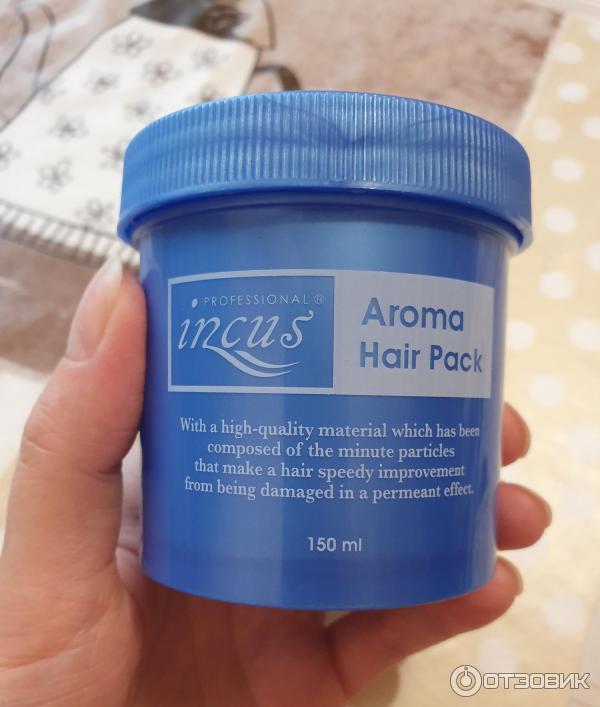 PROFESSIONAL ®
incus
Aroma
Hair Pack
With a high-quality material which has been
composed of the minute particles
that make a hair speedy improvement
from being damaged in a permeant effect.
150 ml
ОТЗОВИК